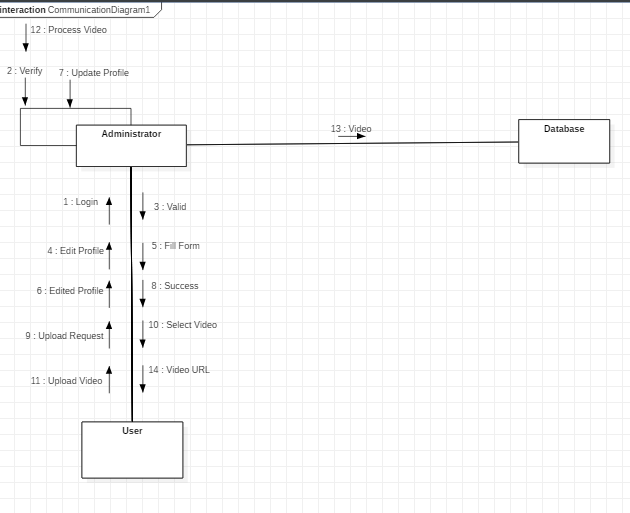 interaction CommunicationDiagram1
12 : Process Video
2 : Verify
7 : Update Profile
Administrator
13 : Video
Database
1 : Login
3 : Valid
4 : Edit Profile
5 : Fill Form
6 : Edited Profile
8 : Success
9 : Upload Request
10 : Select Video
11 : Upload Video
14 : Video URL
User